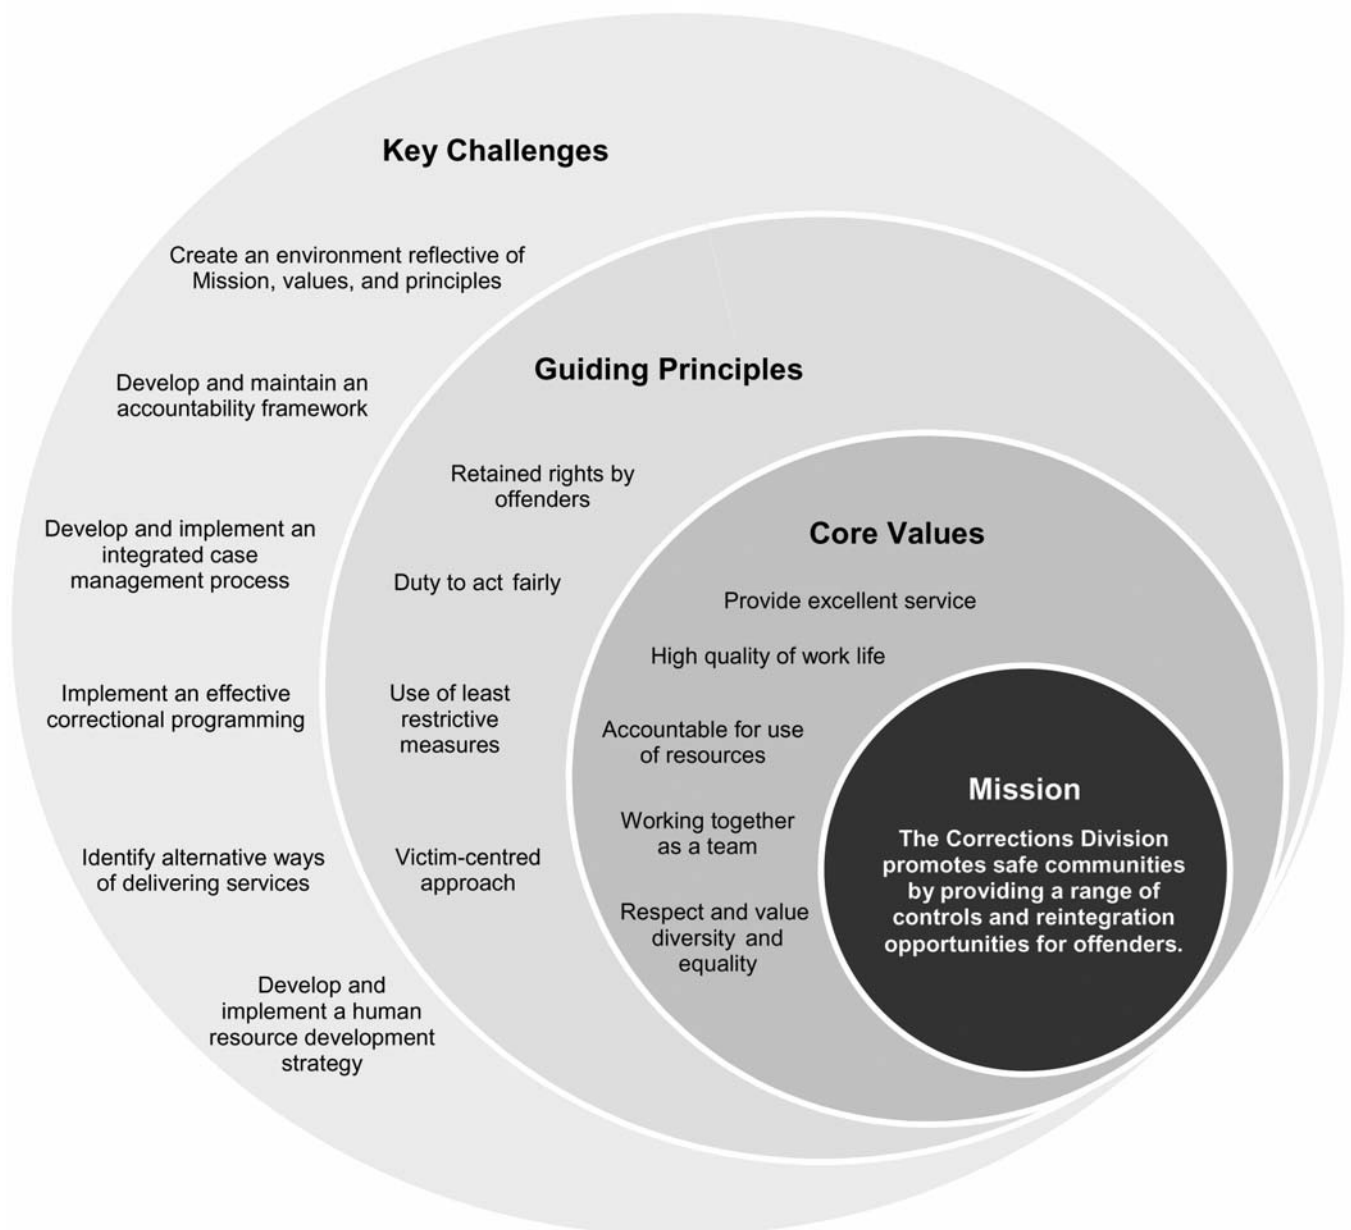 Key Challenges
Create an environment reflective of
Mission, values, and principles
Develop and maintain an
accountability framework
Develop and implement an
integrated case
management process
Implement an effective
correctional programming
Identify alternative ways
of delivering services
Develop and
implement a human
resource development
strategy
Guiding Principles
Retained rights by
offenders
Duty to act fairly
Use of least
restrictive
measures
Victim-centred
approach
Core Values
Provide excellent service
High quality of work life
Accountable for use
of resources
Working together
as a team
Respect and value
diversity and
equality
Mission
The Corrections Division
promotes safe communities
by providing a range of
controls and reintegration
opportunities for offenders.